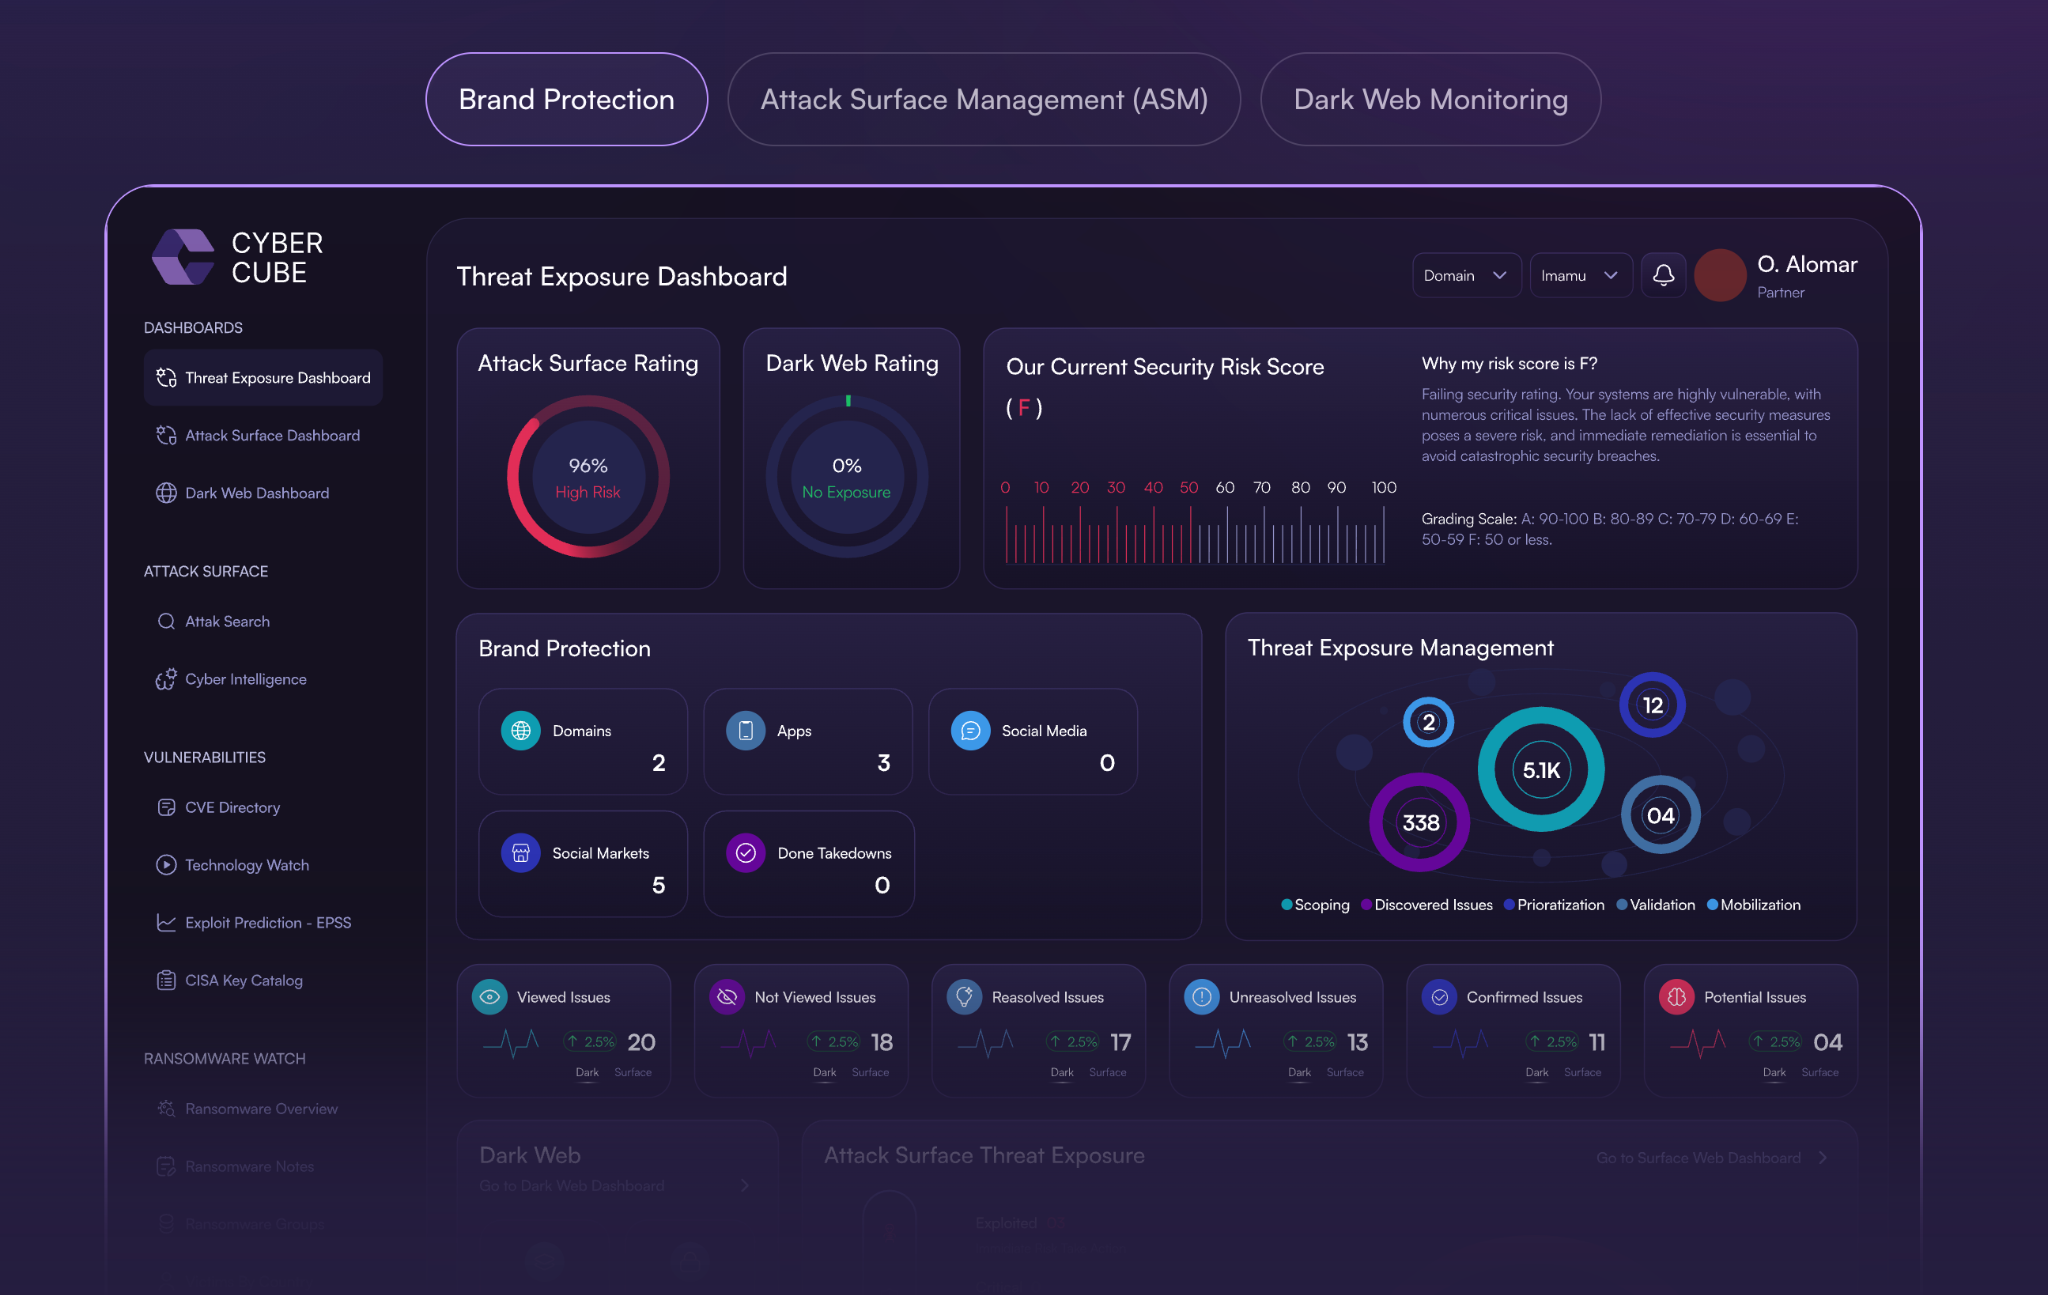 Brand Protection
Attack Surface Management (ASM)
Dark Web Monitoring
CYBER
CUBE
DASHBOARDS
Threat Exposure Dashboard
Attack Surface Dashboard
Dark Web Dashboard
ATTACK SURFACE
Attak Search
Cyber Intelligence
VULNERABILITIES
CVE Directory
Technology Watch
Exploit Prediction - EPSS
CISA Key Catalog
RANSOMWARE WATCH
Ransomware Overview
Ransomware Notes
Ransomware Groups
Threat Exposure Dashboard
Domain
Imamu
O. Alomar
Partner
Attack Surface Rating
96%
High Risk
Dark Web Rating
0%
No Exposure
Our Current Security Risk Score
( F )
0 10 20 30 40 50 60 70 80 90 100
Why my risk score is F?
Failing security rating. Your systems are highly vulnerable, with
numerous critical issues. The lack of effective security measures
poses a severe risk, and immediate remediation is essential to
avoid catastrophic security breaches.
Grading Scale: A: 90-100 B: 80-89 C: 70-79 D: 60-69 E:
50-59 F: 50 or less.
Brand Protection
Domains
2
Apps
3
Social Media
0
Social Markets
5
Done Takedowns
0
Threat Exposure Management
2
12
5.1K
338
04
Scoping
Discovered Issues
Prioratization
Validation
Mobilization
Viewed Issues
↑ 2.5% 20
Dark Surface
Not Viewed Issues
↑ 2.5% 18
Dark Surface
Reasolved Issues
↑ 2.5% 17
Dark Surface
Unreasolved Issues
↑ 2.5% 13
Dark Surface
Confirmed Issues
↑ 2.5% 11
Dark Surface
Potential Issues
↑ 2.5% 04
Dark Surface
Dark Web
Go to Dark Web Dashboard
Attack Surface Threat Exposure
Go to Surface Web Dashboard
Exploited